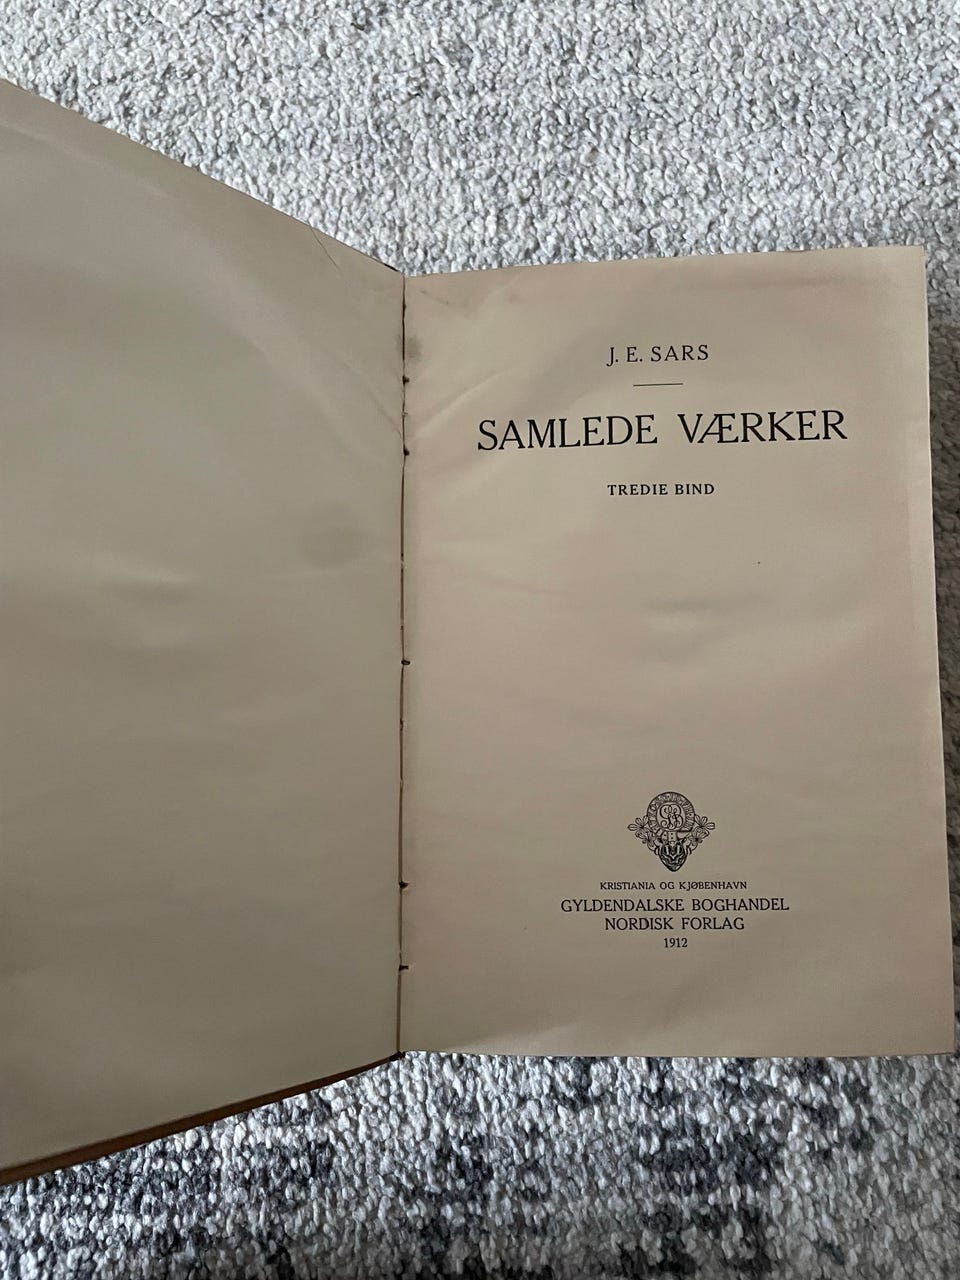 J. E. SARS
SAMLEDE VÆRKER
TREDIE BIND
KRISTIANIA OG KJØBENHAVN
GYLDENDALSKE BOGHANDEL
NORDISK FORLAG
1912